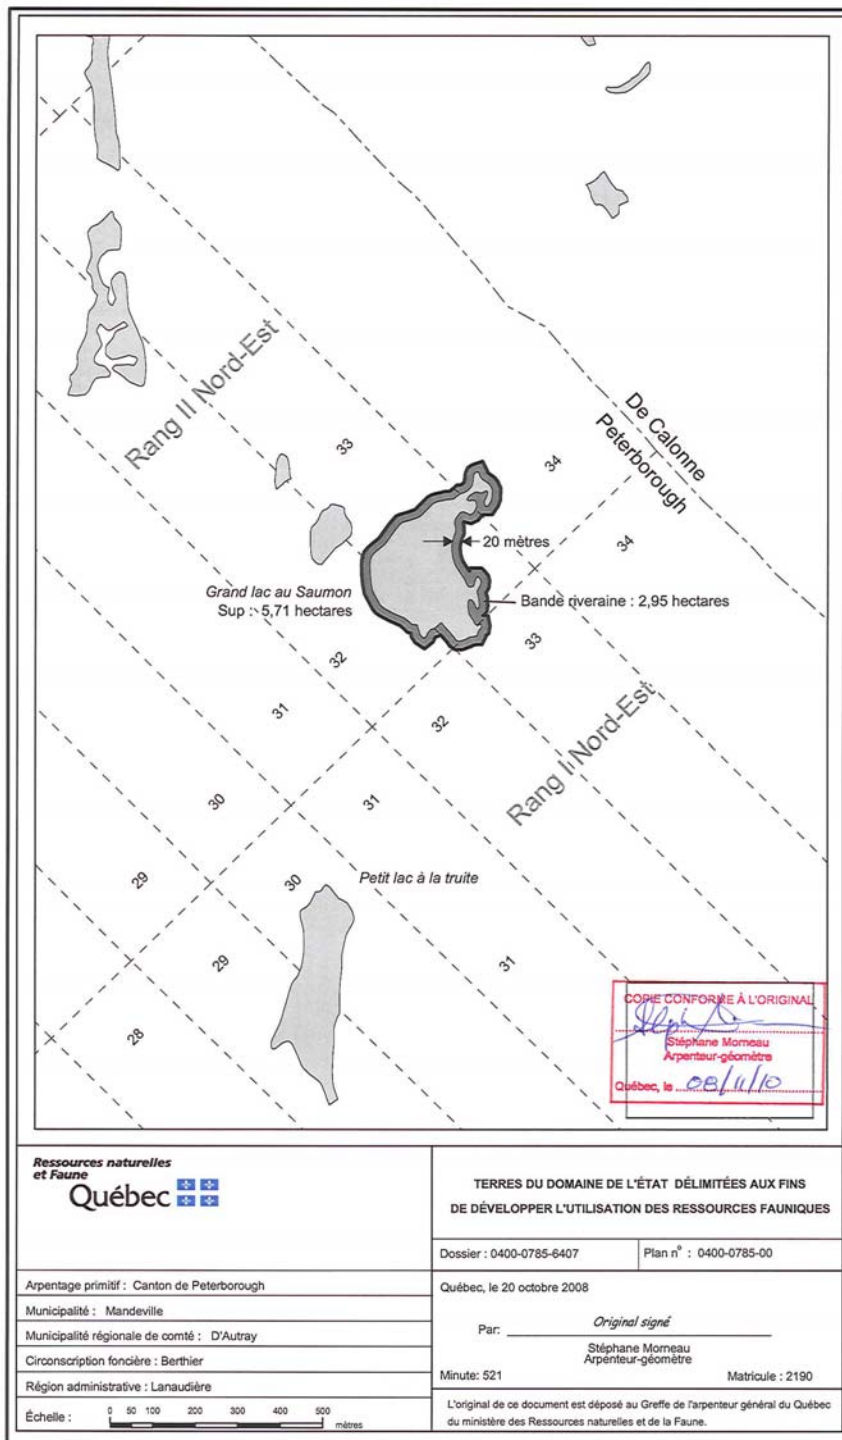 Rang II Nord-Est
33
De Calonne
Peterborough
34
34
20 mètres
Grand lac au Saumon
Sup : 5,71 hectares
Bande riveraine : 2,95 hectares
33
32
32
31
Rang I Nord-Est
31
30
30
29
Petit lac à la truite
29
31
28
COPIE CONFORME À L'ORIGINAL
Stéphane Morneau
Arpenteur-géomètre
Québec, le 08/11/10
Ressources naturelles
et Faune
Québec
TERRES DU DOMAINE DE L'ÉTAT DÉLIMITÉES AUX FINS
DE DÉVELOPPER L'UTILISATION DES RESSOURCES FAUNIQUES
Dossier : 0400-0785-6407
Plan n° : 0400-0785-00
Arpentage primitif : Canton de Peterborough
Municipalité : Mandeville
Municipalité régionale de comté : D'Autray
Circonscription foncière : Berthier
Région administrative : Lanaudière
Échelle :
0 50 100 200 300 400 500
mètres
Québec, le 20 octobre 2008
Par: Original signé
Stéphane Morneau
Arpenteur-géomètre
Minute: 521
Matricule : 2190
L'original de ce document est déposé au Greffe de l'arpenteur général du Québec
du ministère des Ressources naturelles et de la Faune.